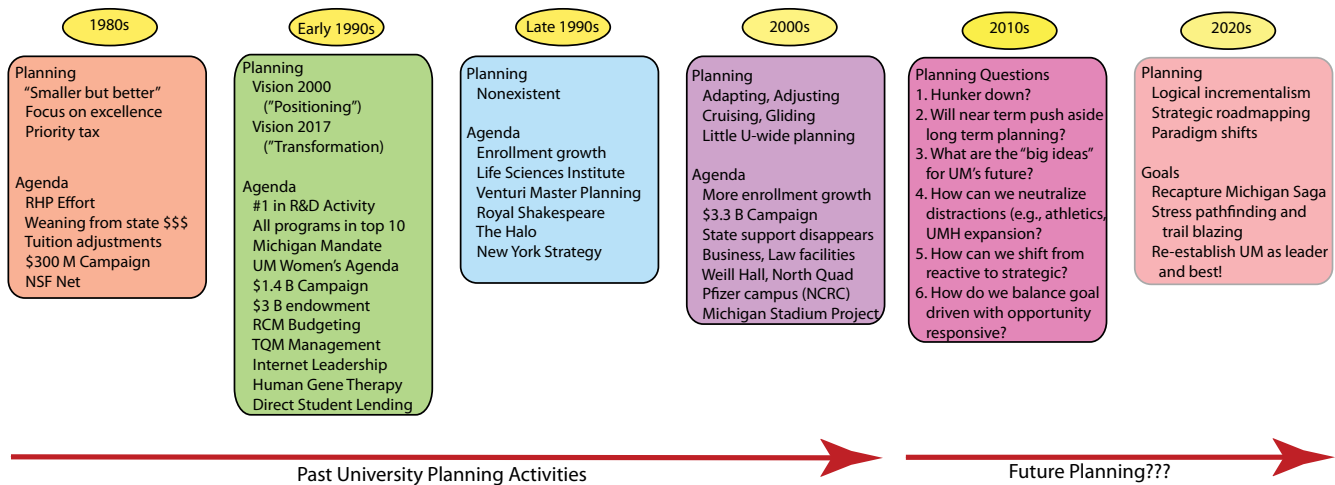 1980s
Planning
"Smaller but better"
Focus on excellence
Priority tax
Agenda
RHP Effort
Weaning from state $$$
Tuition adjustments
$300 M Campaign
NSF Net
Early 1990s
Planning
Vision 2000
("Positioning")
Vision 2017
("Transformation)
Agenda
#1 in R&D Activity
All programs in top 10
Michigan Mandate
UM Women's Agenda
$1.4 B Campaign
$3 B endowment
RCM Budgeting
TQM Management
Internet Leadership
Human Gene Therapy
Direct Student Lending
Late 1990s
Planning
Nonexistent
Agenda
Enrollment growth
Life Sciences Institute
Venturi Master Planning
Royal Shakespeare
The Halo
New York Strategy
2000s
Planning
Adapting, Adjusting
Cruising, Gliding
Little U-wide planning
Agenda
More enrollment growth
$3.3 B Campaign
State support disappears
Business, Law facilities
Weill Hall, North Quad
Pfizer campus (NCRC)
Michigan Stadium Project
2010s
Planning Questions
1. Hunker down?
2. Will near term push aside
long term planning?
3. What are the "big ideas"
for UM's future?
4. How can we neutralize
distractions (e.g., athletics,
UMH expansion?
5. How can we shift from
reactive to strategic?
6. How do we balance goal
driven with opportunity
responsive?
2020s
Planning
Logical incrementalism
Strategic roadmapping
Paradigm shifts
Goals
Recapture Michigan Saga
Stress pathfinding and
trail blazing
Re-establish UM as leader
and best!
Past University Planning Activities
Future Planning???